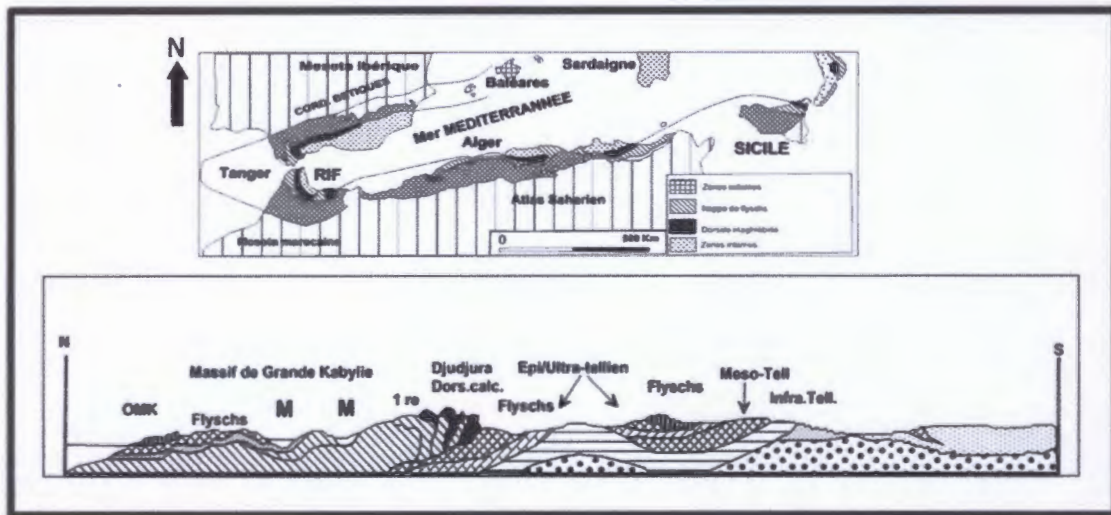 N
Meseta Ibérique
CORD. BETIQUES
Baléares
Sardaigne
Mer MEDITERRANNEE
Alger
SICILE
Tanger
RIF
Atlas Saharien
Meseta marocaine
Zones externes
Nappe de flyschs
Dorsale maghrébide
Zones internes
0 500 Km
N
S
Massif de Grande Kabylie
Djudjura
Dors.calc.
Epi/Ultra-tellien
Flyschs
Meso-Tell
OMK
Flyschs
M
M
Flyschs
Infra.Tell.